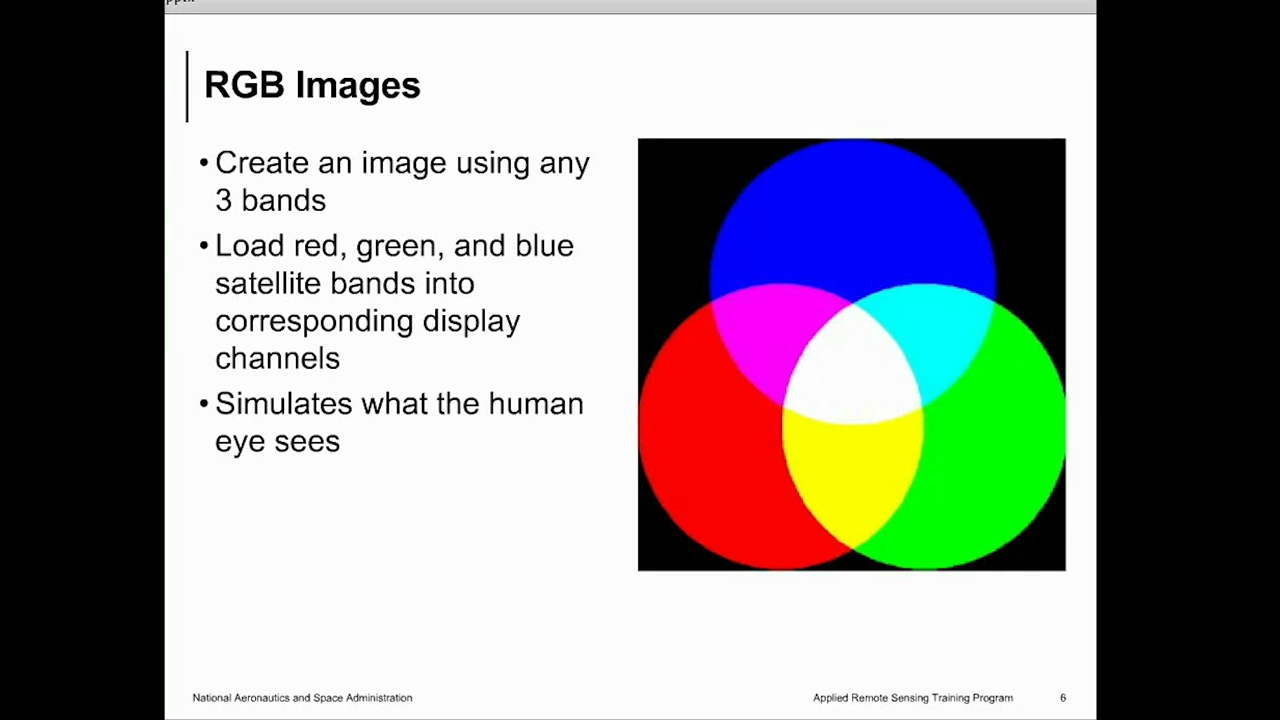 RGB Images
• Create an image using any
3 bands
• Load red, green, and blue
satellite bands into
corresponding display
channels
• Simulates what the human
eye sees
National Aeronautics and Space Administration
Applied Remote Sensing Training Program
6